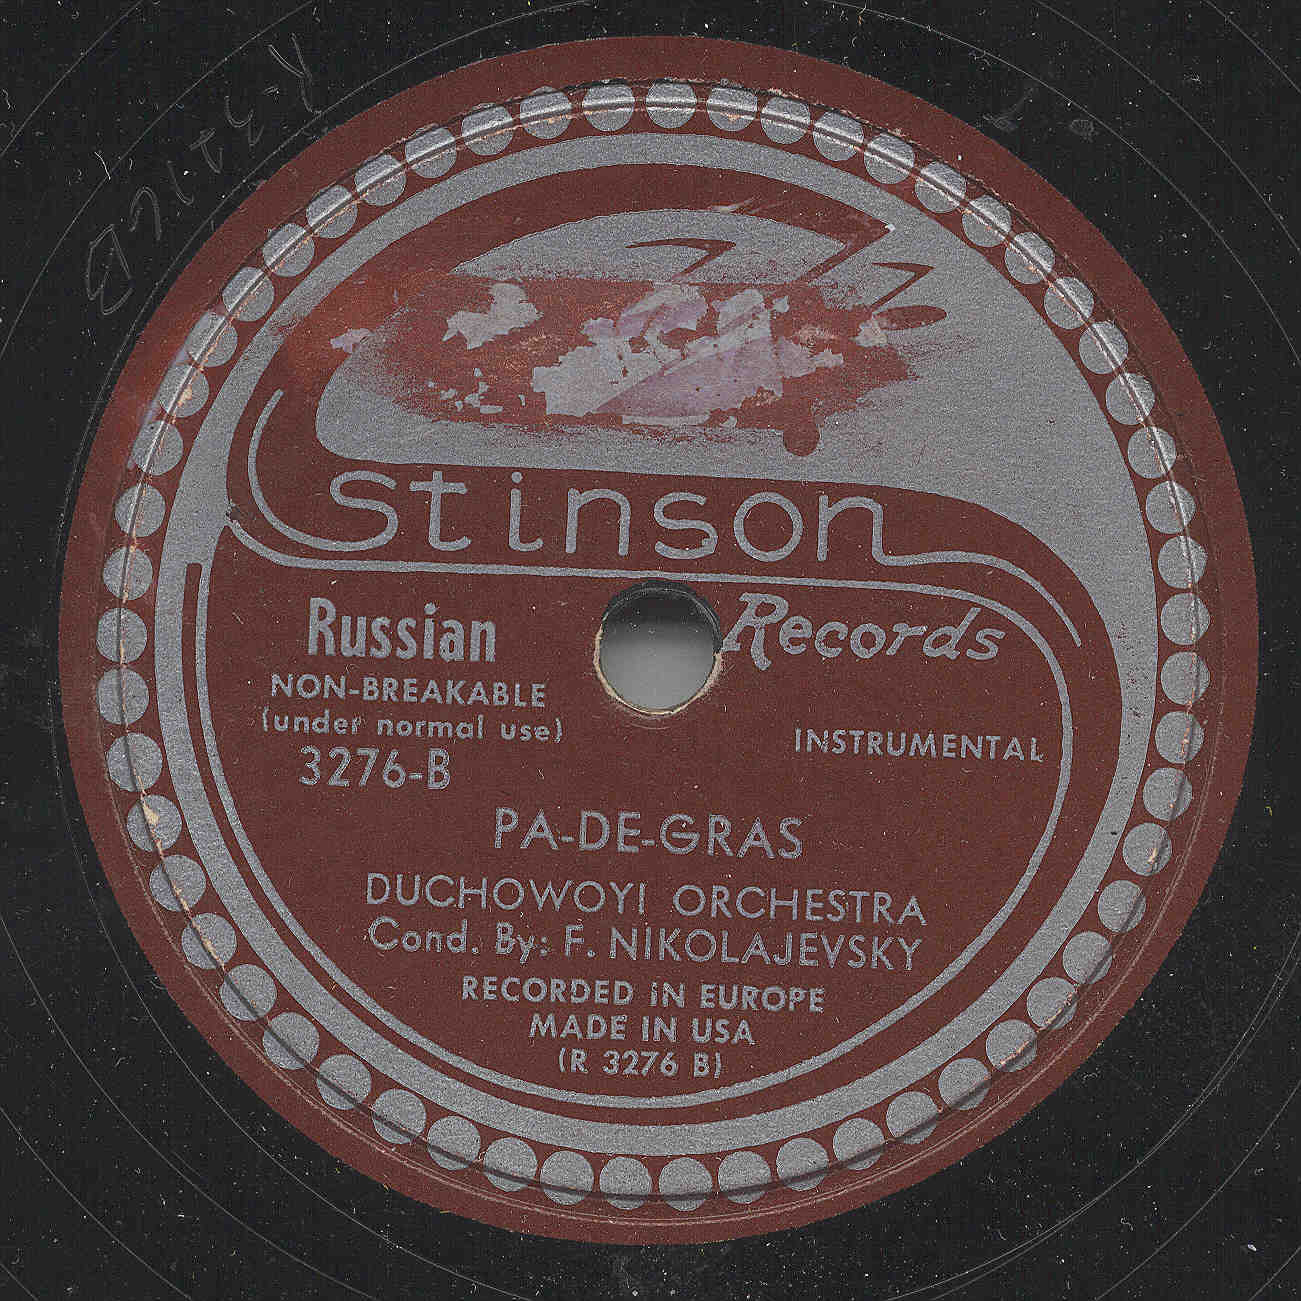 Stinson
Records
Russian
NON-BREAKABLE
(under normal use)
3276-B
INSTRUMENTAL
PA-DE-GRAS
DUCHOWOYI ORCHESTRA
Cond. By: F. NIKOLAJEVSKY
RECORDED IN EUROPE
MADE IN USA
(R 3276 B)